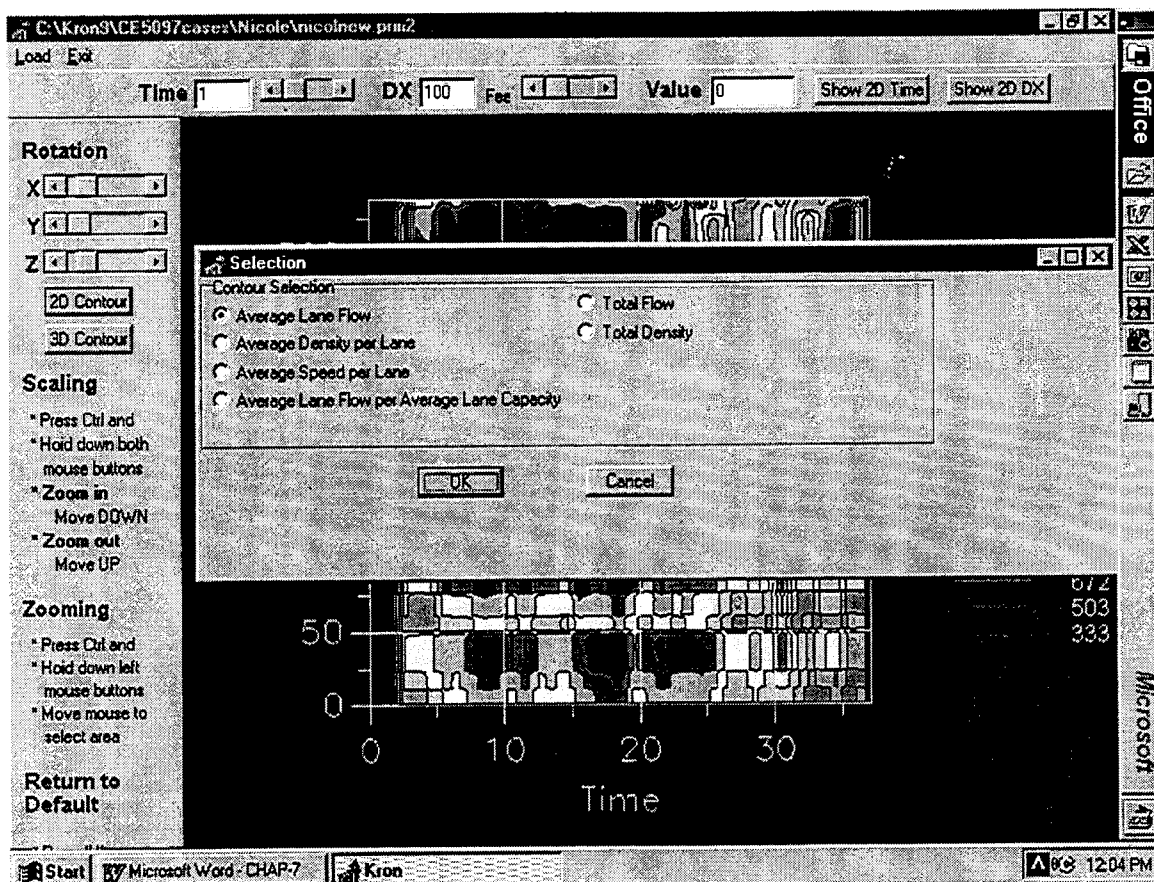 C:\Kron9\CE5097cases\Nicole\nicolnew.prm2
Load Exit
Time 1 DX 100 Fee Value 0 Show 2D Time Show 2D DX
Office
Rotation
X
Y
Z
2D Contour
3D Contour
Scaling
* Press Ctrl and
* Hold down both
mouse buttons
* Zoom in
Move DOWN
* Zoom out
Move UP
Zooming
* Press Ctrl and
* Hold down left
mouse buttons
* Move mouse to
select area
Return to
Default
Selection
Contour Selection
Average Lane Flow
Average Density per Lane
Average Speed per Lane
Average Lane Flow per Average Lane Capacity
Total Flow
Total Density
OK Cancel
672
503
333
50
0
0 10 20 30
Time
Microsoft
Start Microsoft Word - CHAP-7 Kron 12:04 PM